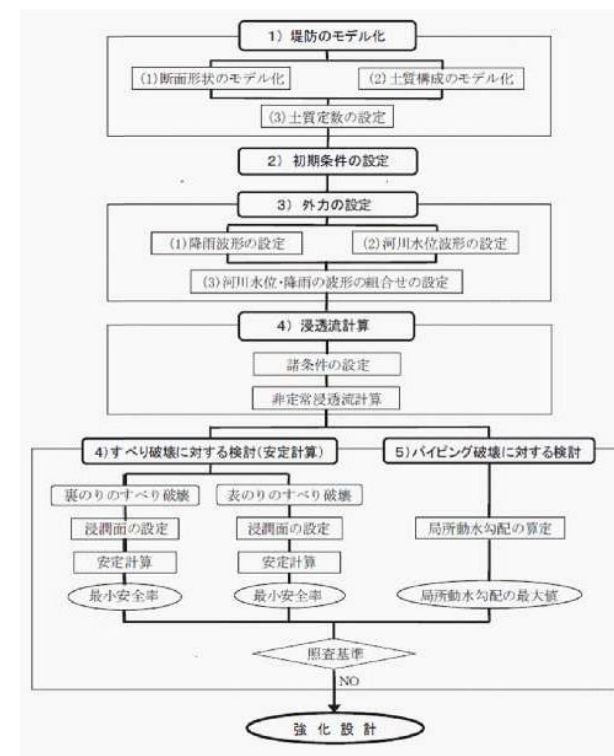 1) 堤防のモデル化
(1)断面形状のモデル化
(2)土質構成のモデル化
(3)土質定数の設定
2) 初期条件の設定
3) 外力の設定
(1)降雨波形の設定
(2)河川水位波形の設定
(3)河川水位・降雨の波形の組合せの設定
4) 浸透流計算
諸条件の設定
非定常浸透流計算
4)すべり破壊に対する検討(安定計算)
5)パイピング破壊に対する検討
裏のりのすべり破壊
表のりのすべり破壊
浸潤面の設定
浸潤面の設定
局所動水勾配の算定
安定計算
安定計算
最小安全率
最小安全率
局所動水勾配の最大値
照査基準
NO
強化設計